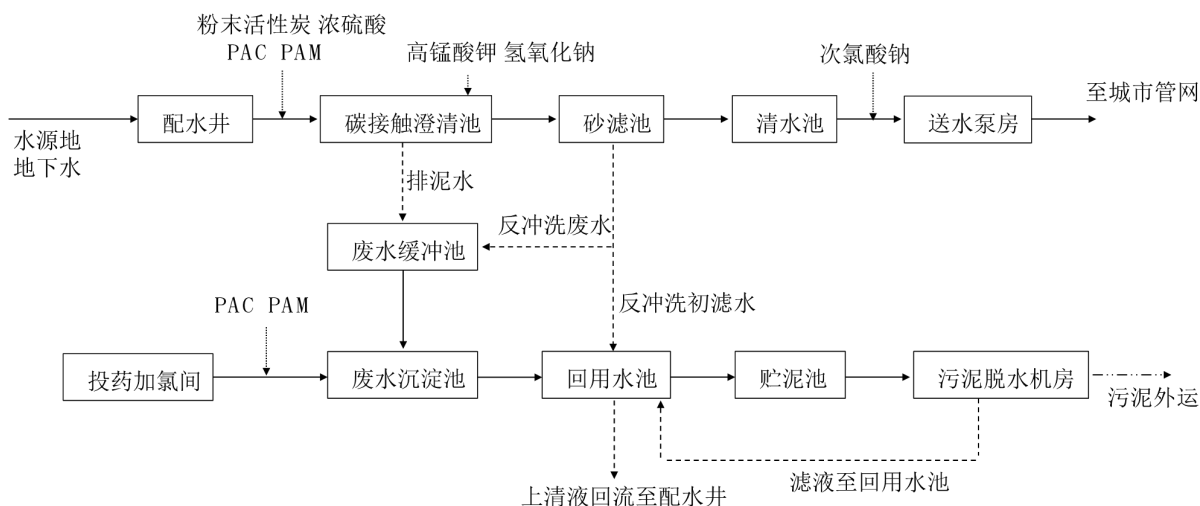 粉末活性炭 浓硫酸
PAC PAM
高锰酸钾 氢氧化钠
次氯酸钠
至城市管网
配水井
碳接触澄清池
砂滤池
清水池
送水泵房
水源地
地下水
排泥水
反冲洗废水
废水缓冲池
PAC PAM
反冲洗初滤水
投药加氯间
废水沉淀池
回用水池
贮泥池
污泥脱水机房
污泥外运
上清液回流至配水井
滤液至回用水池